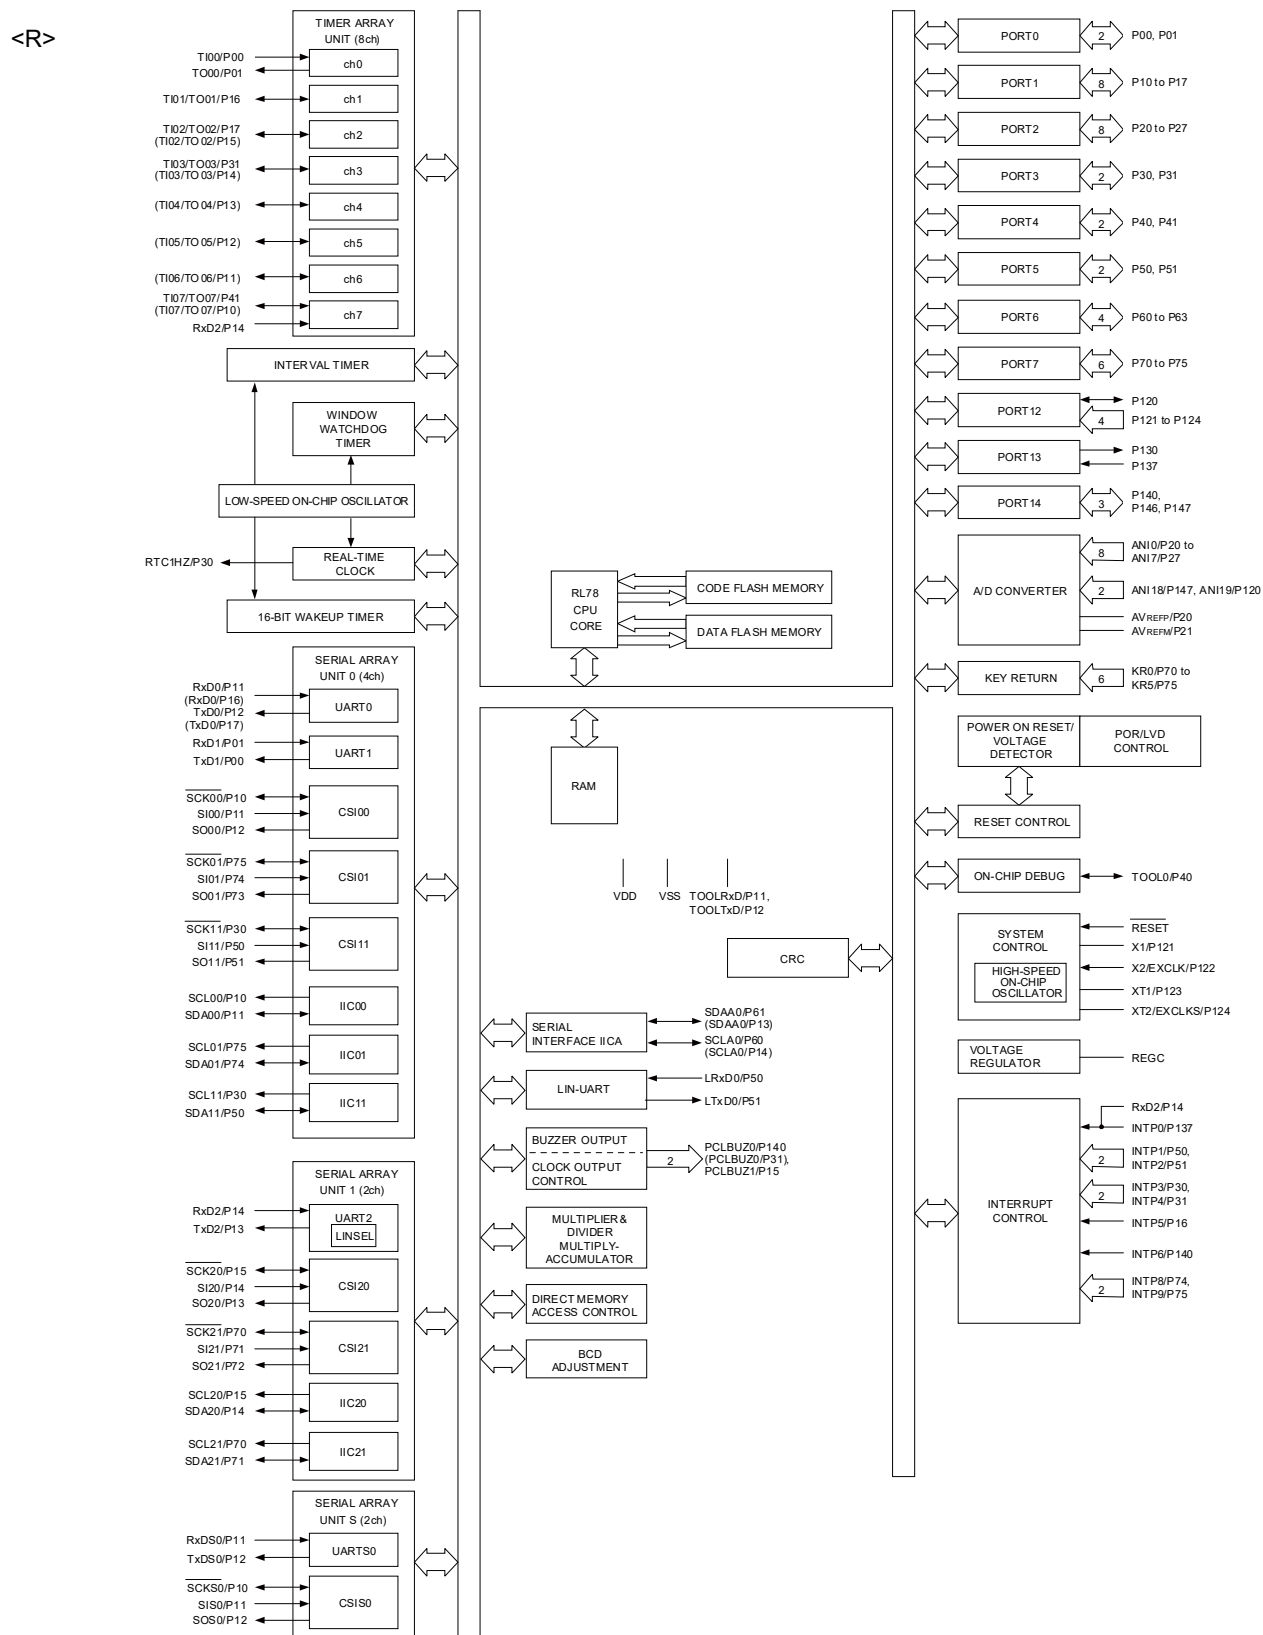 <R>
TIMER ARRAY
UNIT (8ch)
TI00/P00
TO00/P01
ch0
TI01/TO01/P16
ch1
TI02/TO02/P17
(TI02/TO02/P15)
ch2
TI03/TO03/P31
(TI03/TO03/P14)
ch3
(TI04/TO04/P13)
ch4
(TI05/TO05/P12)
ch5
(TI06/TO06/P11)
ch6
TI07/TO07/P41
(TI07/TO07/P10)
RxD2/P14
ch7
INTERVAL TIMER
WINDOW
WATCHDOG
TIMER
LOW-SPEED ON-CHIP OSCILLATOR
RTC1HZ/P30
REAL-TIME
CLOCK
16-BIT WAKEUP TIMER
SERIAL ARRAY
UNIT 0 (4ch)
RxD0/P11
(RxD0/P16)
TxD0/P12
(TxD0/P17)
UART0
RxD1/P01
TxD1/P00
UART1
SCK00/P10
SI00/P11
SO00/P12
CSI00
SCK01/P75
SI01/P74
SO01/P73
CSI01
SCK11/P30
SI11/P50
SO11/P51
CSI11
SCL00/P10
SDA00/P11
IIC00
SCL01/P75
SDA01/P74
IIC01
SCL11/P30
SDA11/P50
IIC11
SERIAL ARRAY
UNIT 1 (2ch)
RxD2/P14
TxD2/P13
UART2
LINSEL
SCK20/P15
SI20/P14
SO20/P13
CSI20
SCK21/P70
SI21/P71
SO21/P72
CSI21
SCL20/P15
SDA20/P14
IIC20
SCL21/P70
SDA21/P71
IIC21
SERIAL ARRAY
UNIT S (2ch)
RxDS0/P11
TxDS0/P12
UARTS0
SCKS0/P10
SIS0/P11
SOS0/P12
CSIS0
RL78
CPU
CORE
CODE FLASH MEMORY
DATA FLASH MEMORY
RAM
VDD
VSS
TOOLRxD/P11,
TOOLTxD/P12
CRC
SERIAL
INTERFACE IICA
SDAA0/P61
(SDAA0/P13)
SCLA0/P60
(SCLA0/P14)
LIN-UART
LRxD0/P50
LTxD0/P51
BUZZER OUTPUT
CLOCK OUTPUT
CONTROL
2
PCLBUZ0/P140
(PCLBUZ0/P31),
PCLBUZ1/P15
MULTIPLIER&
DIVIDER
MULTIPLY-
ACCUMULATOR
DIRECT MEMORY
ACCESS CONTROL
BCD
ADJUSTMENT
PORT0
2
P00, P01
PORT1
8
P10 to P17
PORT2
8
P20 to P27
PORT3
2
P30, P31
PORT4
2
P40, P41
PORT5
2
P50, P51
PORT6
4
P60 to P63
PORT7
6
P70 to P75
PORT12
P120
4
P121 to P124
PORT13
P130
P137
PORT14
3
P140,
P146, P147
A/D CONVERTER
8
ANI0/P20 to
ANI7/P27
2
ANI18/P147, ANI19/P120
AVREFP/P20
AVREFM/P21
KEY RETURN
6
KR0/P70 to
KR5/P75
POWER ON RESET/
VOLTAGE
DETECTOR
POR/LVD
CONTROL
RESET CONTROL
ON-CHIP DEBUG
TOOL0/P40
SYSTEM
CONTROL
HIGH-SPEED
ON-CHIP
OSCILLATOR
RESET
X1/P121
X2/EXCLK/P122
XT1/P123
XT2/EXCLKS/P124
VOLTAGE
REGULATOR
REGC
INTERRUPT
CONTROL
RxD2/P14
INTP0/P137
2
INTP1/P50,
INTP2/P51
2
INTP3/P30,
INTP4/P31
INTP5/P16
INTP6/P140
2
INTP8/P74,
INTP9/P75